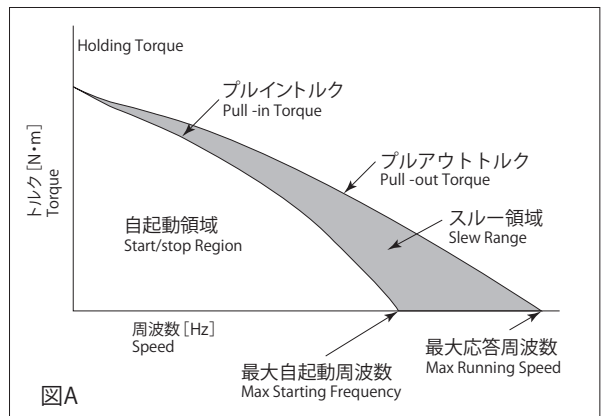 Holding Torque
プルイントルク
Pull -in Torque
プルアウトトルク
Pull -out Torque
トルク [N・m]
Torque
スルー領域
Slew Range
自起動領域
Start/stop Region
周波数 [Hz]
Speed
最大自起動周波数
Max Starting Frequency
最大応答周波数
Max Running Speed
図A